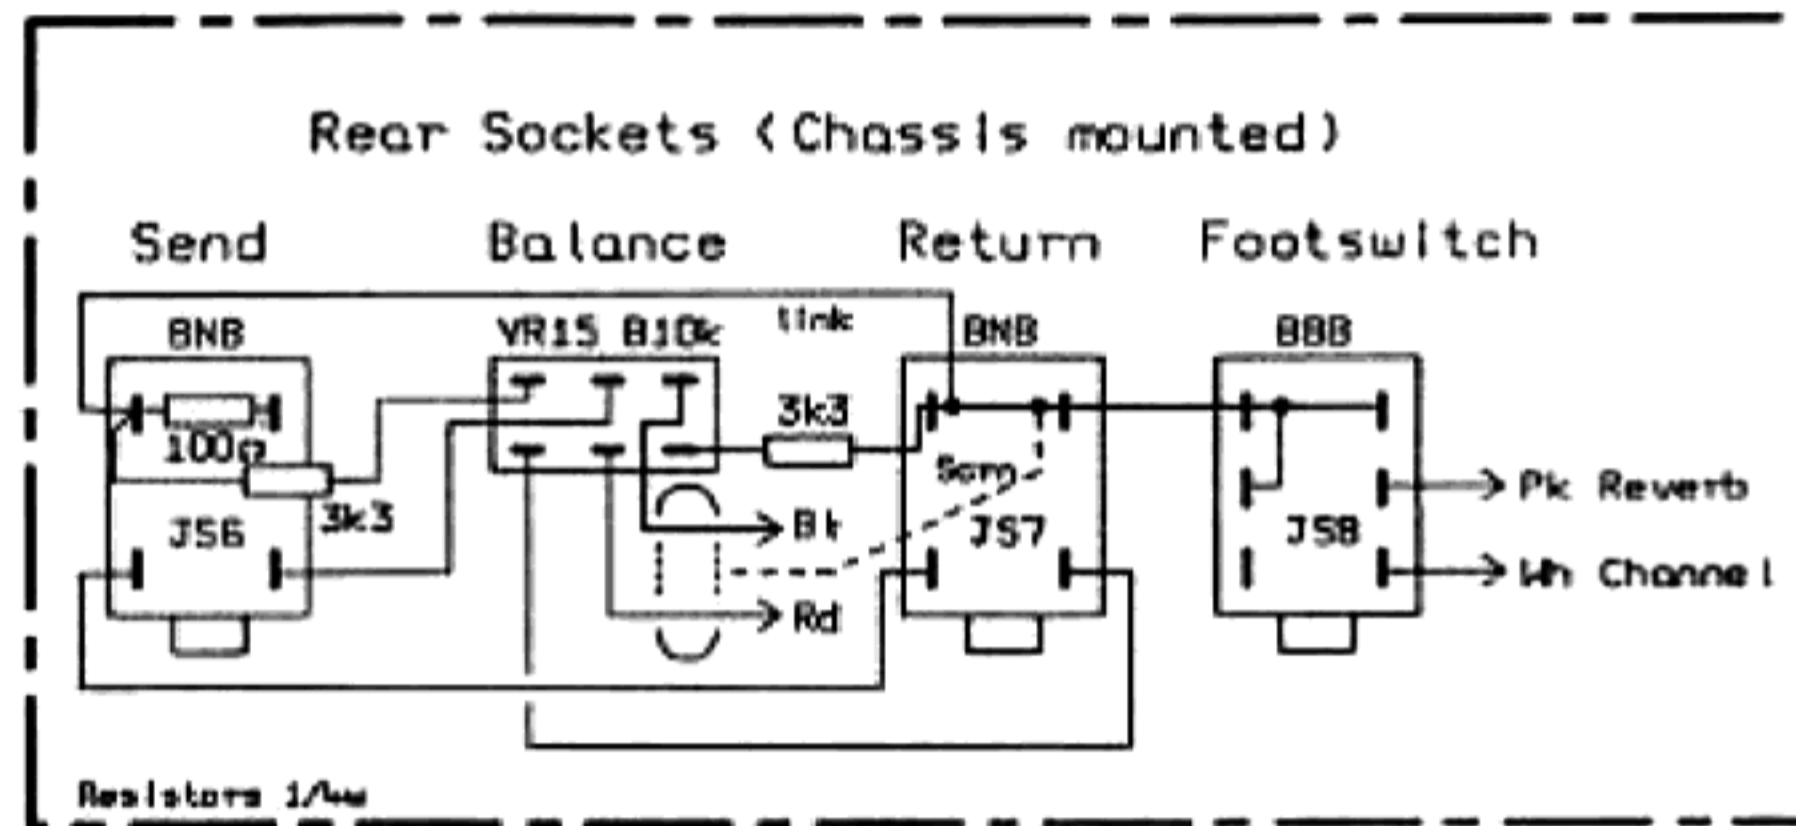 Rear Sockets (Chassis mounted)
Send Balance Return Footswitch
BNB VR15 B10k link BNB BBB
100Ω 3k3
3k3 Scrn
JS6 Bk JS7 JS8 Pk Reverb
Rd Wh Channel
Resistors 1/4w